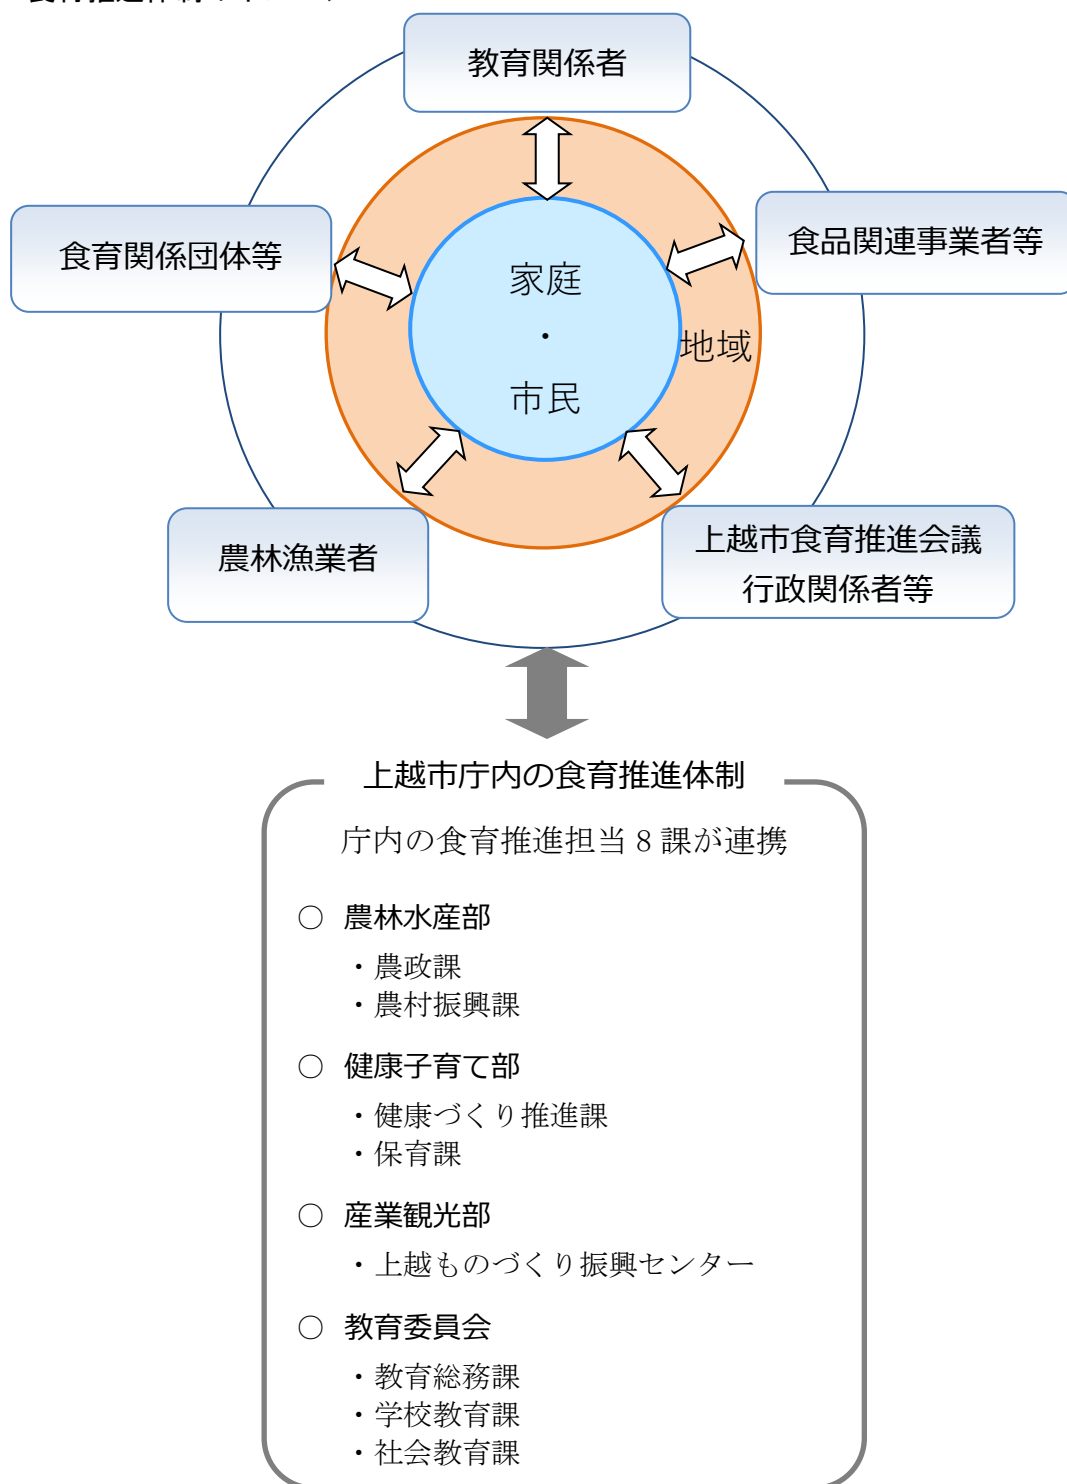 教育関係者
食育関係団体等
食品関連事業者等
家庭
・
市民
地域
農林漁業者
上越市食育推進会議
行政関係者等
上越市庁内の食育推進体制
庁内の食育推進担当８課が連携
○ 農林水産部
・農政課
・農村振興課
○ 健康子育て部
・健康づくり推進課
・保育課
○ 産業観光部
・上越ものづくり振興センター
○ 教育委員会
・教育総務課
・学校教育課
・社会教育課